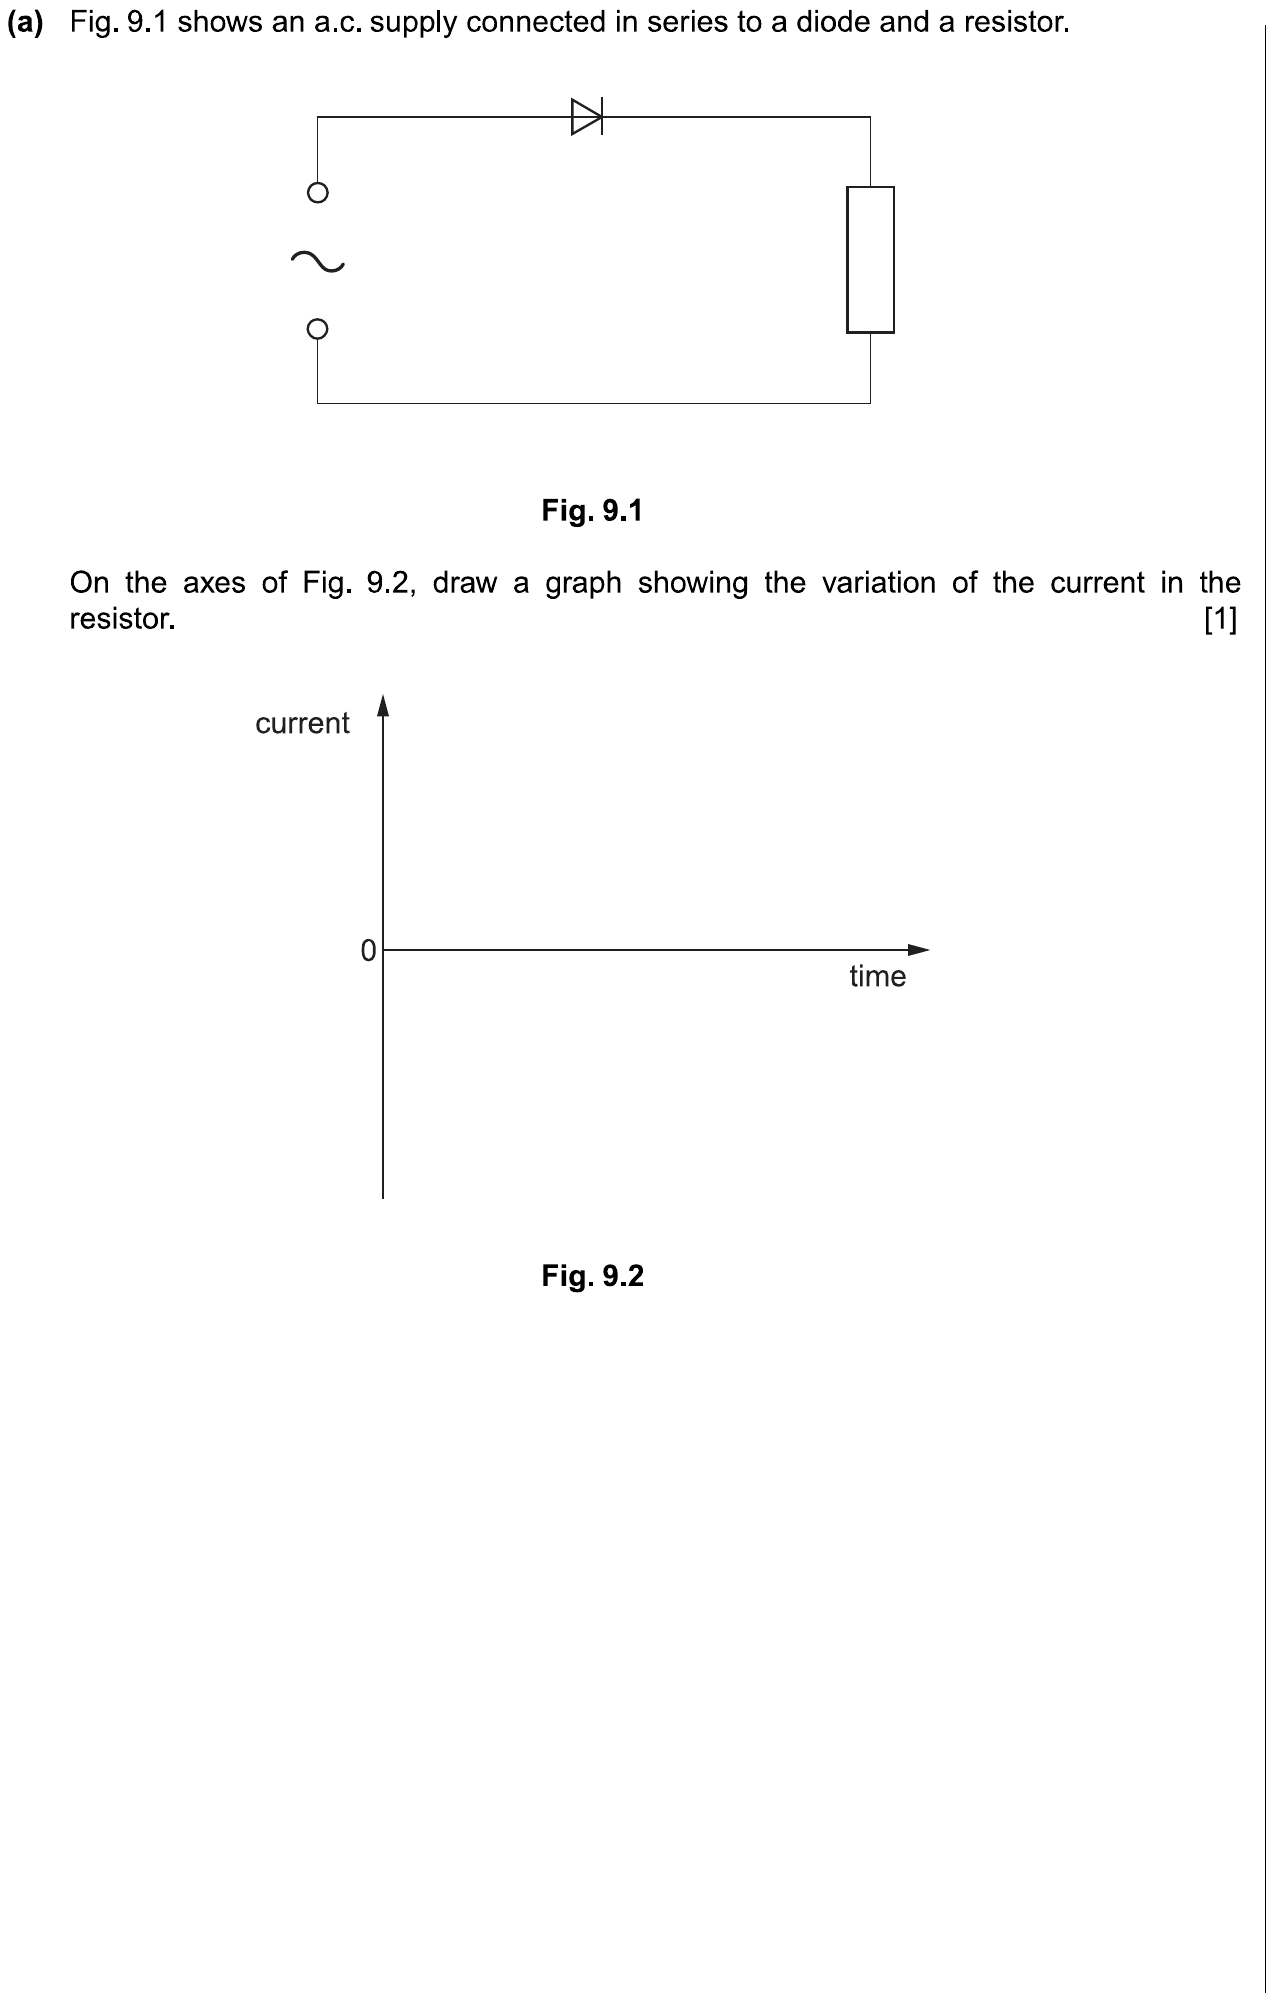 (a) Fig. 9.1 shows an a.c. supply connected in series to a diode and a resistor.
Fig. 9.1
On the axes of Fig. 9.2, draw a graph showing the variation of the current in the
resistor. [1]
current
0
time
Fig. 9.2